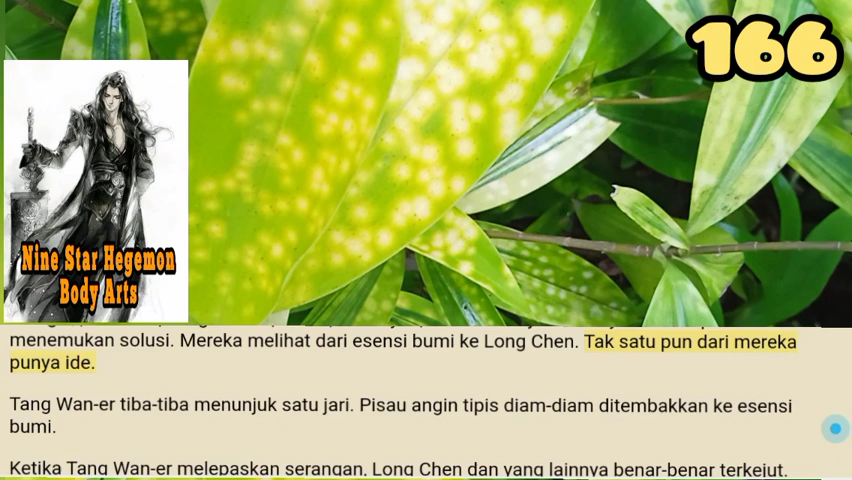 166
Nine Star Hegemon
Body Arts
menemukan solusi. Mereka melihat dari esensi bumi ke Long Chen. Tak satu pun dari mereka
punya ide.
Tang Wan-er tiba-tiba menunjuk satu jari. Pisau angin tipis diam-diam ditembakkan ke esensi
bumi.
Ketika Tang Wan-er melepaskan serangan, Long Chen dan yang lainnya benar-benar terkejut.